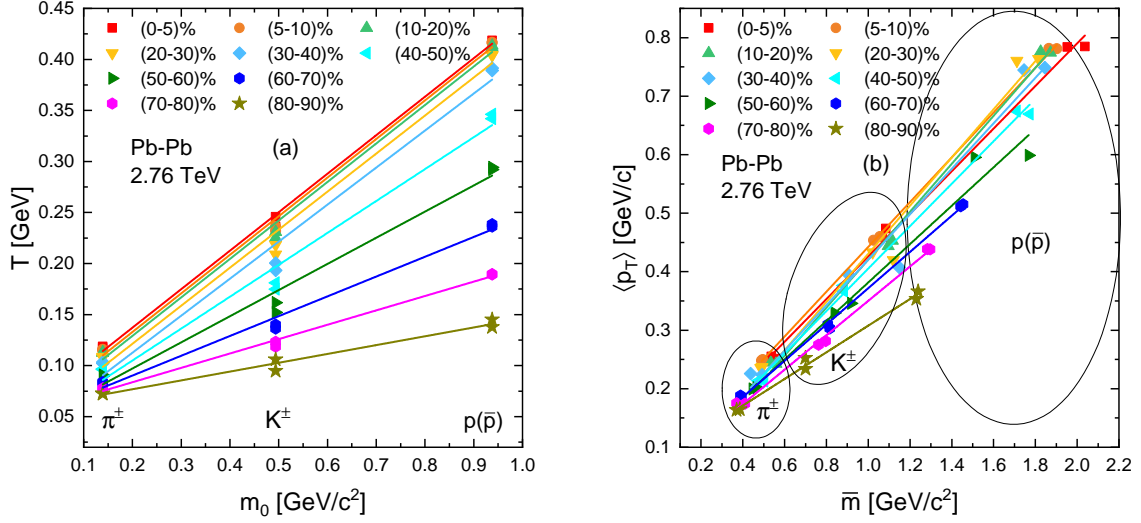 (0-5)% (5-10)% (10-20)%
(20-30)% (30-40)% (40-50)%
(50-60)% (60-70)%
(70-80)% (80-90)%
Pb-Pb (a)
2.76 TeV
π± K± p(p̅)
0.05 0.10 0.15 0.20 0.25 0.30 0.35 0.40 0.45
T [GeV]
0.1 0.2 0.3 0.4 0.5 0.6 0.7 0.8 0.9 1.0
m₀ [GeV/c²]
(0-5)% (5-10)%
(10-20)% (20-30)%
(30-40)% (40-50)%
(50-60)% (60-70)%
(70-80)% (80-90)%
Pb-Pb (b)
2.76 TeV
p(p̅)
K±
π±
0.1 0.2 0.3 0.4 0.5 0.6 0.7 0.8
⟨p_T⟩ [GeV/c]
0.2 0.4 0.6 0.8 1.0 1.2 1.4 1.6 1.8 2.0 2.2
m̅ [GeV/c²]